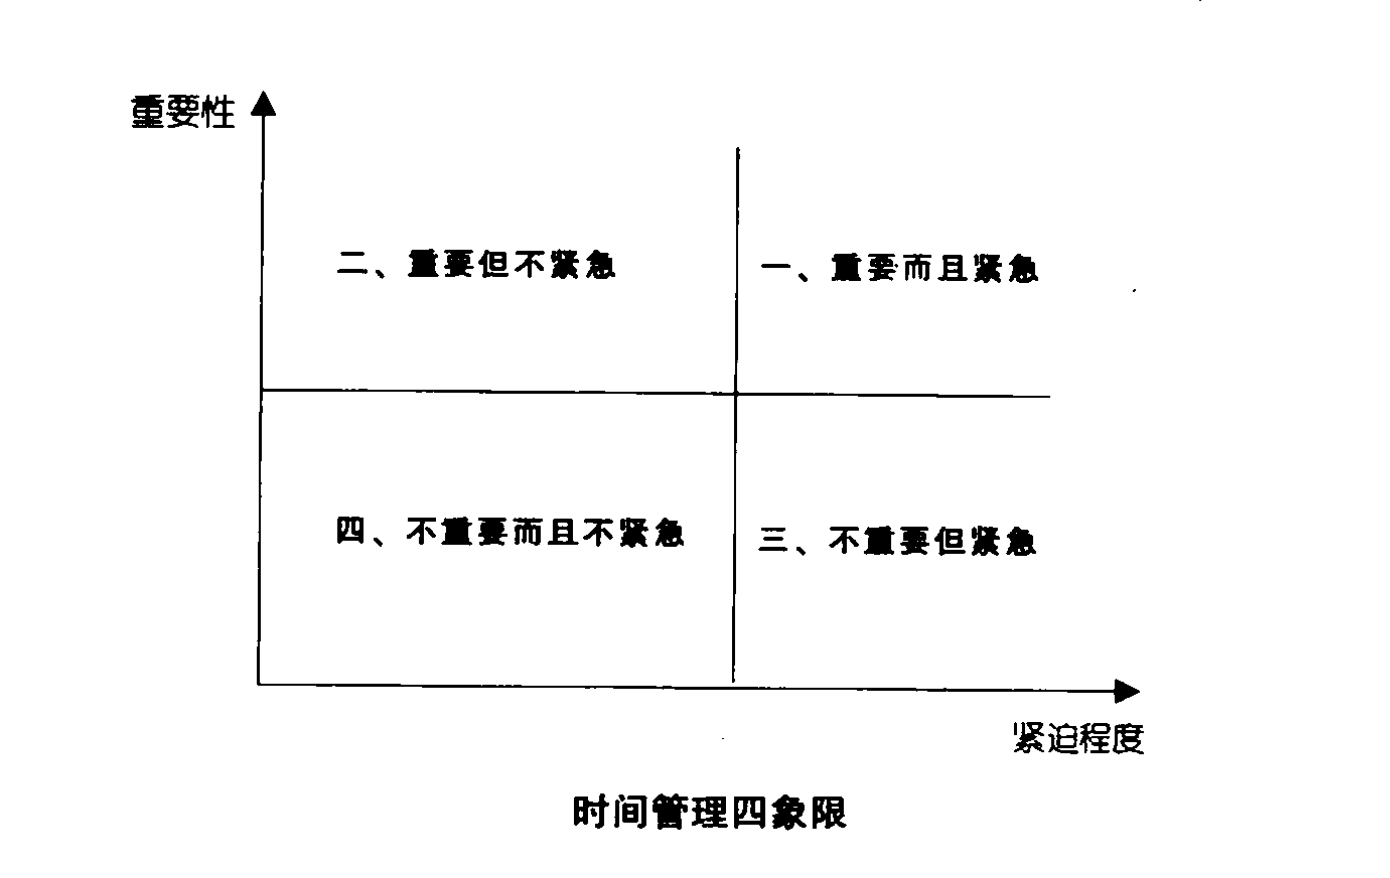 重要性
二、重要但不紧急
一、重要而且紧急
四、不重要而且不紧急
三、不重要但紧急
紧迫程度
时间管理四象限